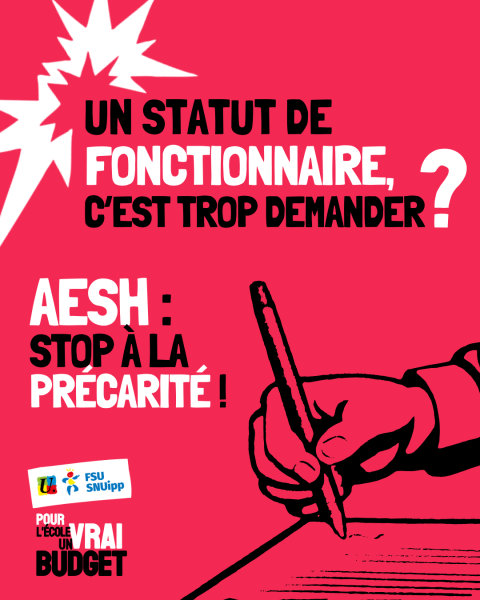 UN STATUT DE
FONCTIONNAIRE,
C'EST TROP DEMANDER ?
AESH :
STOP À LA
PRÉCARITÉ !
FSU
SNUipp
POUR
L'ÉCOLE
UN VRAI
BUDGET